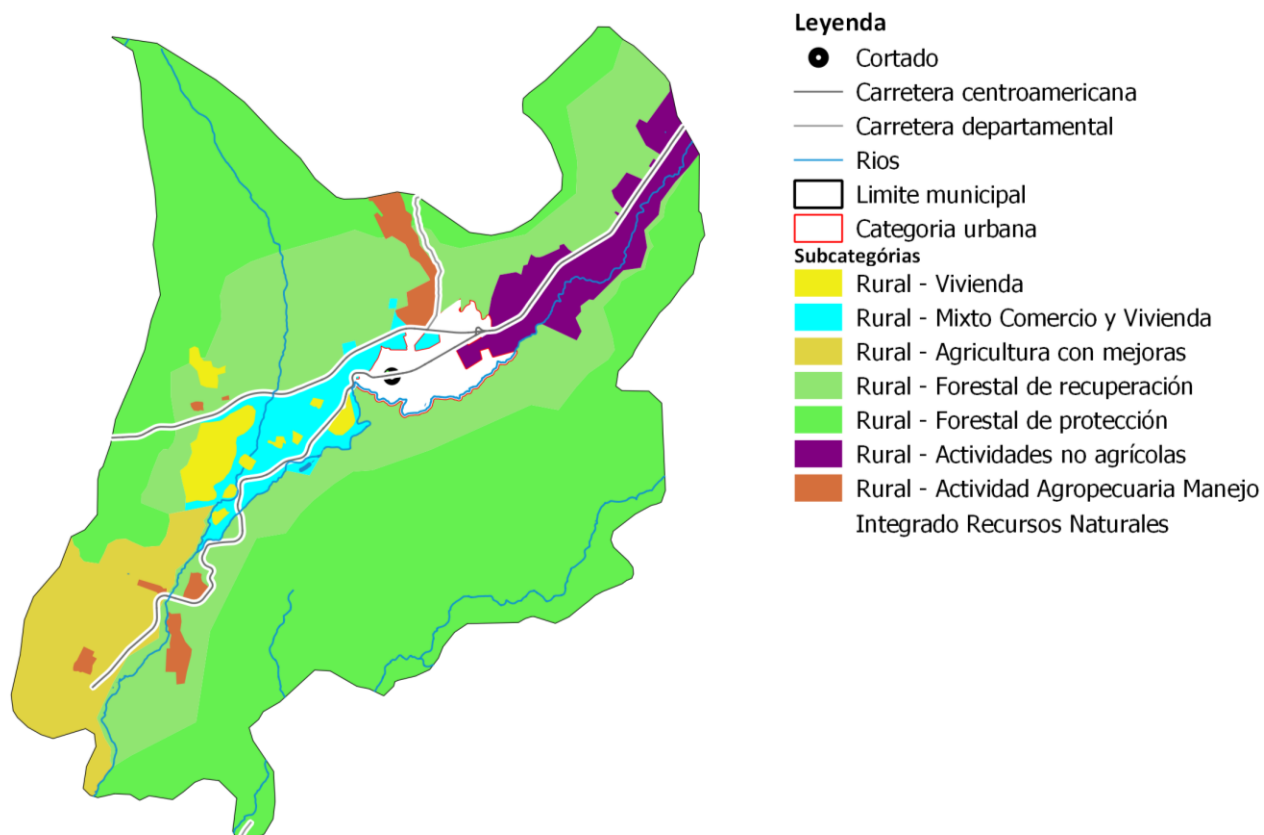 Leyenda
Cortado
Carretera centroamericana
Carretera departamental
Rios
Limite municipal
Categoria urbana
Subcategórias
Rural - Vivienda
Rural - Mixto Comercio y Vivienda
Rural - Agricultura con mejoras
Rural - Forestal de recuperación
Rural - Forestal de protección
Rural - Actividades no agrícolas
Rural - Actividad Agropecuaria Manejo
Integrado Recursos Naturales